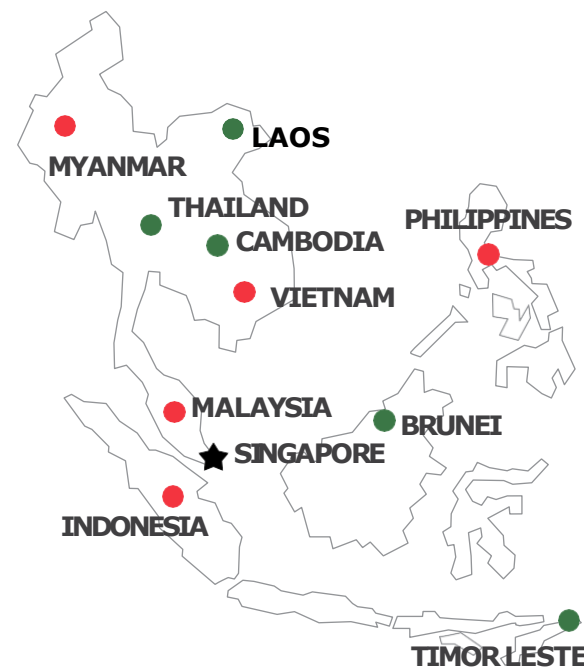 LAOS
MYANMAR
THAILAND
PHILIPPINES
CAMBODIA
VIETNAM
MALAYSIA
BRUNEI
SINGAPORE
INDONESIA
TIMOR LESTE